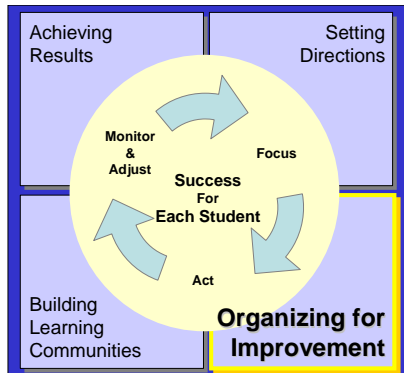 Achieving
Results
Setting
Directions
Monitor
&
Adjust
Focus
Success
For
Each Student
Act
Building
Learning
Communities
Organizing for
Improvement